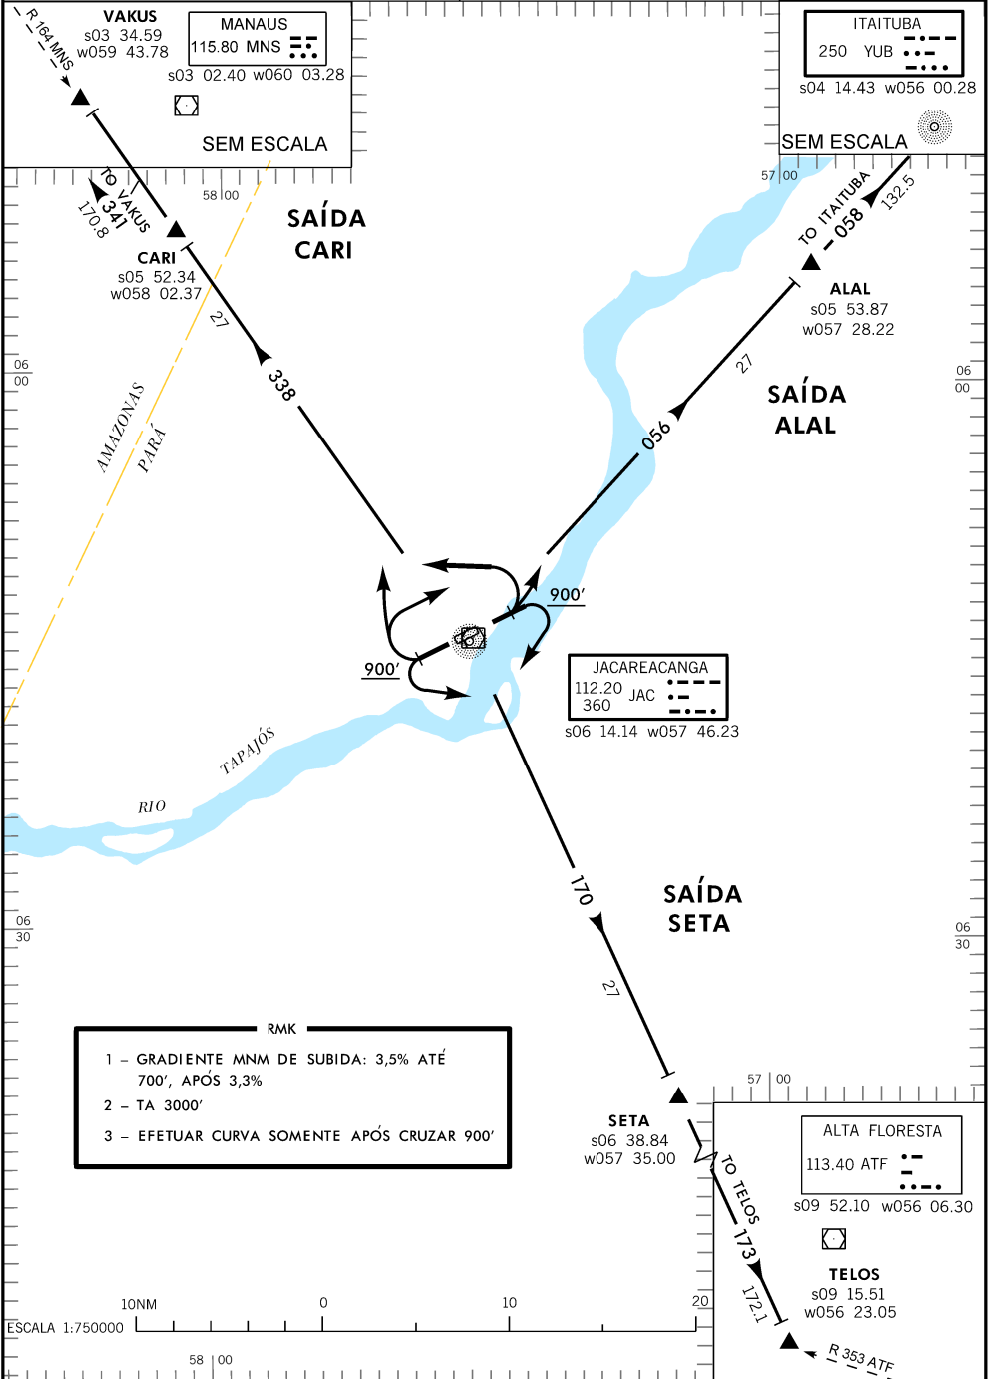 R 164 MNS
VAKUS
s03 34.59
w059 43.78
MANAUS
115.80 MNS
s03 02.40 w060 03.28
SEM ESCALA
ITAITUBA
250 YUB
s04 14.43 w056 00.28
SEM ESCALA
58 00
57 00
TO VAKUS
341
170.8
SAÍDA
CARI
CARI
s05 52.34
w058 02.37
27
338
TO ITAITUBA
058
132.5
ALAL
s05 53.87
w057 28.22
27
056
SAÍDA
ALAL
06
00
06
00
AMAZONAS
PARÁ
900'
900'
JACAREACANGA
112.20
360
JAC
s06 14.14 w057 46.23
RIO
TAPAJÓS
170
27
SAÍDA
SETA
06
30
06
30
RMK
1 – GRADIENTE MNM DE SUBIDA: 3,5% ATÉ
700', APÓS 3,3%
2 – TA 3000'
3 – EFETUAR CURVA SOMENTE APÓS CRUZAR 900'
57 00
SETA
s06 38.84
w057 35.00
TO TELOS
173
172.1
ALTA FLORESTA
113.40 ATF
s09 52.10 w056 06.30
TELOS
s09 15.51
w056 23.05
R 353 ATF
10NM 0 10 20
ESCALA 1:750000
58 00